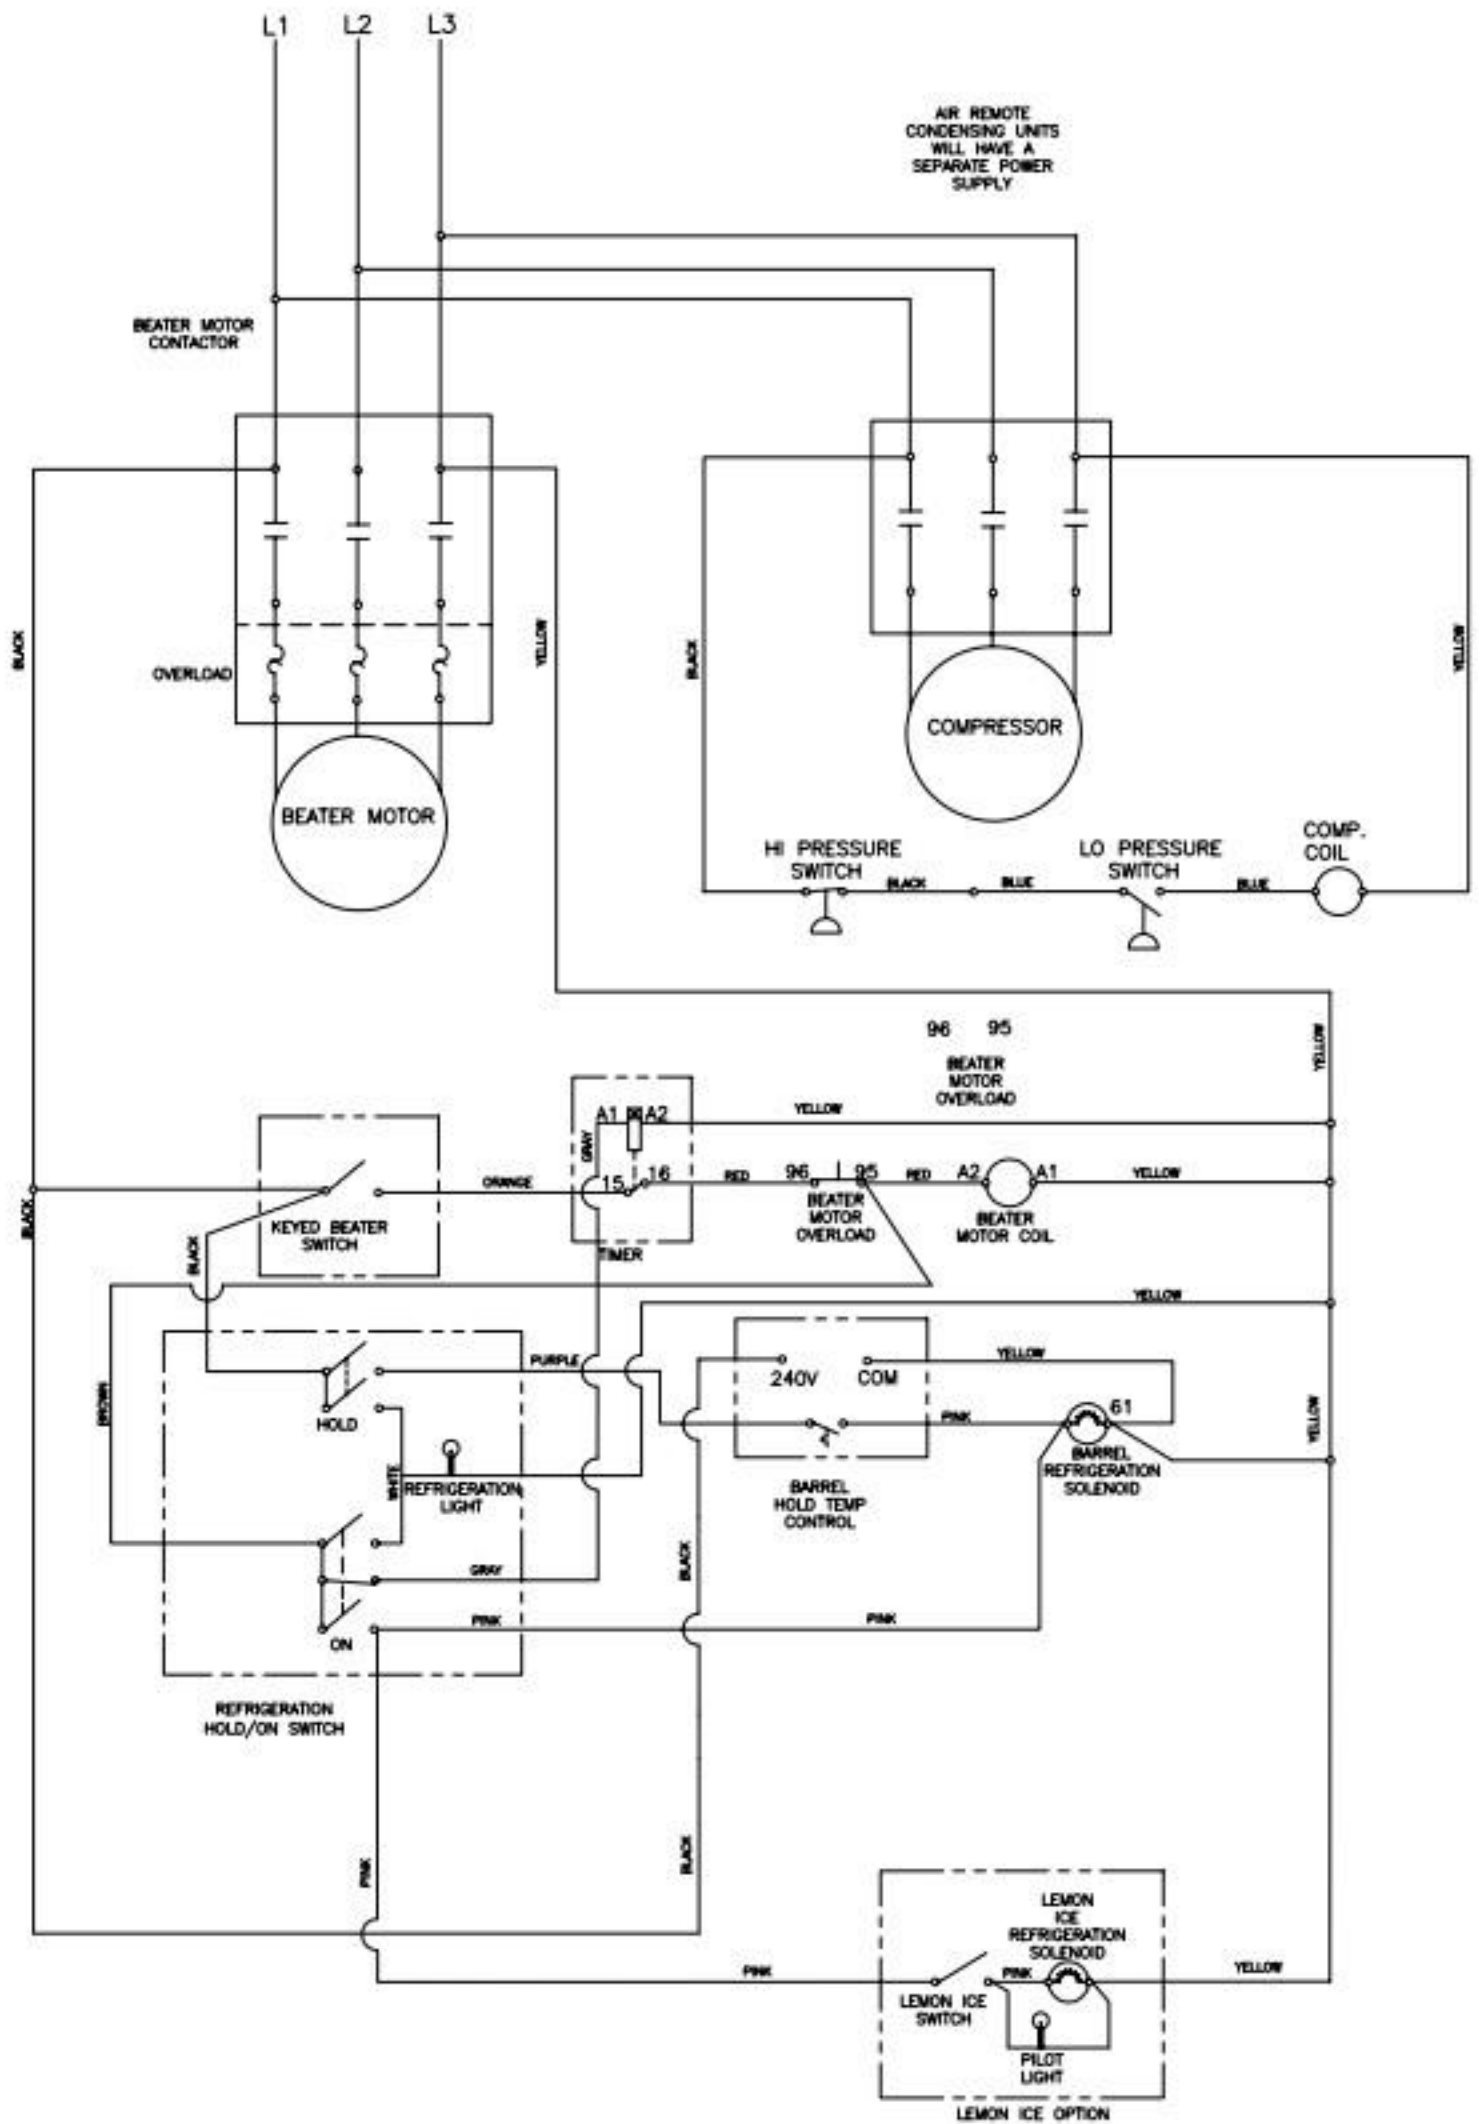 L1 L2 L3
AIR REMOTE
CONDENSING UNITS
WILL HAVE A
SEPARATE POWER
SUPPLY
BEATER MOTOR
CONTACTOR
BLACK
OVERLOAD
YELLOW
BLACK
YELLOW
COMPRESSOR
BEATER MOTOR
HI PRESSURE
SWITCH
LO PRESSURE
SWITCH
COMP.
COIL
BLACK
BLUE
BLUE
96 95
BEATER
MOTOR
OVERLOAD
YELLOW
A1 A2
YELLOW
GRAY
15 16
ORANGE
RED
96 95
RED
A2 A1
YELLOW
BEATER
MOTOR
OVERLOAD
BEATER
MOTOR COIL
BLACK
KEYED BEATER
SWITCH
TIMER
BLACK
YELLOW
PURPLE
240V COM
YELLOW
BROWN
HOLD
PINK
61
YELLOW
BARREL
REFRIGERATION
SOLENOID
WHITE
REFRIGERATION
LIGHT
BARREL
HOLD TEMP
CONTROL
BLACK
GRAY
PINK
PINK
ON
REFRIGERATION
HOLD/ON SWITCH
PINK
BLACK
LEMON
ICE
REFRIGERATION
SOLENOID
PINK
PINK
YELLOW
LEMON ICE
SWITCH
PILOT
LIGHT
LEMON ICE OPTION